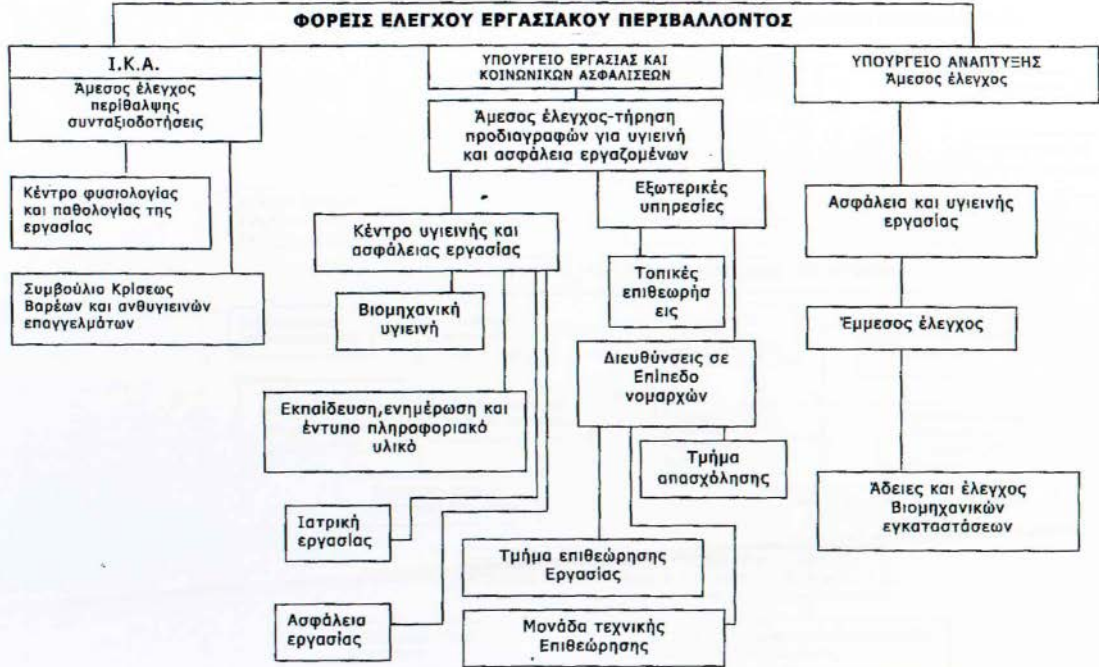 ΦΟΡΕΙΣ ΕΛΕΓΧΟΥ ΕΡΓΑΣΙΑΚΟΥ ΠΕΡΙΒΑΛΛΟΝΤΟΣ
Ι.Κ.Α.
Άμεσος έλεγχος
περίθαλψης
συνταξιοδοτήσεις
Κέντρο φυσιολογίας
και παθολογία της
εργασίας
Συμβούλιο Κρίσεως
Βαρέων και ανθυγιεινών
επαγγελμάτων
ΥΠΟΥΡΓΕΙΟ ΕΡΓΑΣΙΑΣ ΚΑΙ
ΚΟΙΝΩΝΙΚΩΝ ΑΣΦΑΛΙΣΕΩΝ
Άμεσος έλεγχος-τήρηση
προδιαγραφών για υγιεινή
και ασφάλεια εργαζομένων
Κέντρο υγιεινής και
ασφάλειας εργασίας
Βιομηχανική
υγιεινή
Εκπαίδευση,ενημέρωση και
έντυπο πληροφοριακό
υλικό
Ιατρική
εργασίας
Ασφάλεια
εργασίας
Εξωτερικές
υπηρεσίες
Τοπικές
επιθεωρήσ
εις
Διευθύνσεις σε
Επίπεδο
νομαρχών
Τμήμα
απασχόλησης
Τμήμα επιθεώρησης
Εργασίας
Μονάδα τεχνικής
Επιθεώρησης
ΥΠΟΥΡΓΕΙΟ ΑΝΑΠΤΥΞΗΣ
Άμεσος έλεγχος
Ασφάλεια και υγιεινής
εργασίας
Έμμεσος έλεγχος
Άδειες και έλεγχος
Βιομηχανικών
εγκαταστάσεων